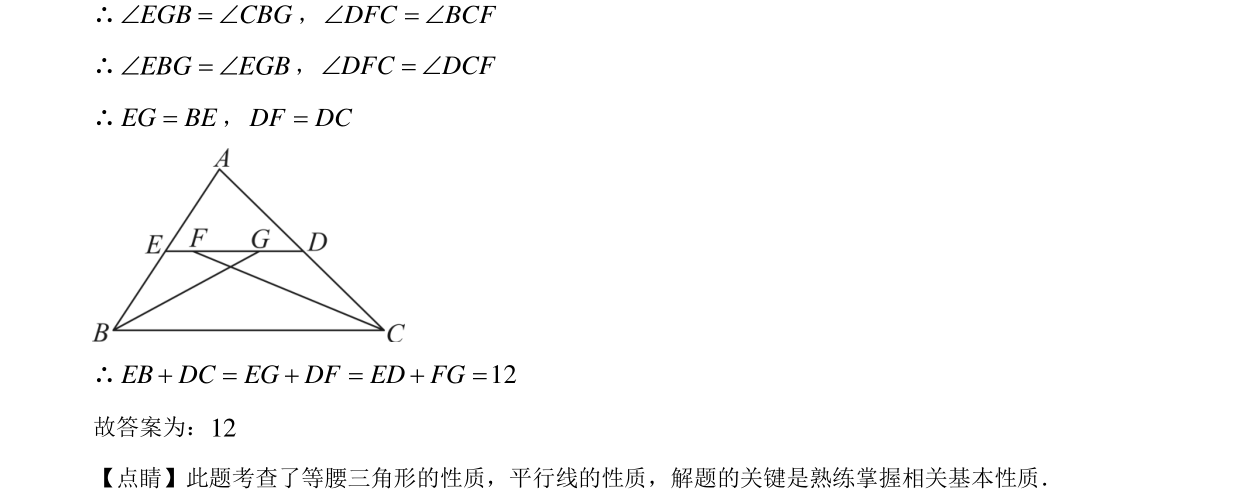 ∴ ∠EGB = ∠CBG，∠DFC = ∠BCF
∴ ∠EBG = ∠EGB，∠DFC = ∠DCF
∴ EG = BE，DF = DC
A
E F G D
B C
∴ EB + DC = EG + DF = ED + FG = 12
故答案为：12
【点睛】此题考查了等腰三角形的性质，平行线的性质，解题的关键是熟练掌握相关基本性质．